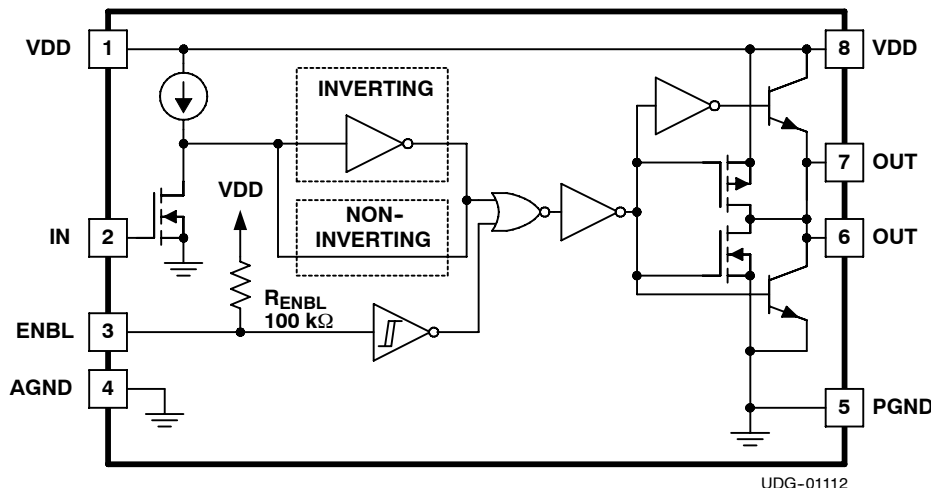 VDD 1
8 VDD
INVERTING
VDD
7 OUT
IN 2
NON-
INVERTING
6 OUT
RENBL
100 kΩ
ENBL 3
AGND 4
5 PGND
UDG-01112